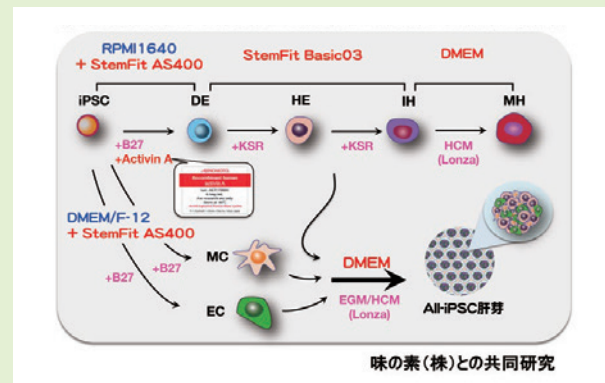 RPMI1640
+ StemFit AS400
StemFit Basic03
DMEM
iPSC
DE
HE
IH
MH
+B27
+Activin A
+KSR
+KSR
HCM
(Lonza)
DMEM/F-12
+ StemFit AS400
+B27
+B27
MC
EC
DMEM
EGM/HCM
(Lonza)
All-iPSC肝芽
味の素(株)との共同研究